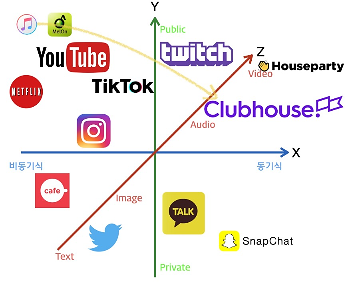 Y
Public
MelOn
YouTube
twitch
Z
Video
Houseparty
TikTok
NETFLIX
Clubhouse!
Audio
비동기식
X
동기식
cafe
Image
TALK
Text
SnapChat
Private